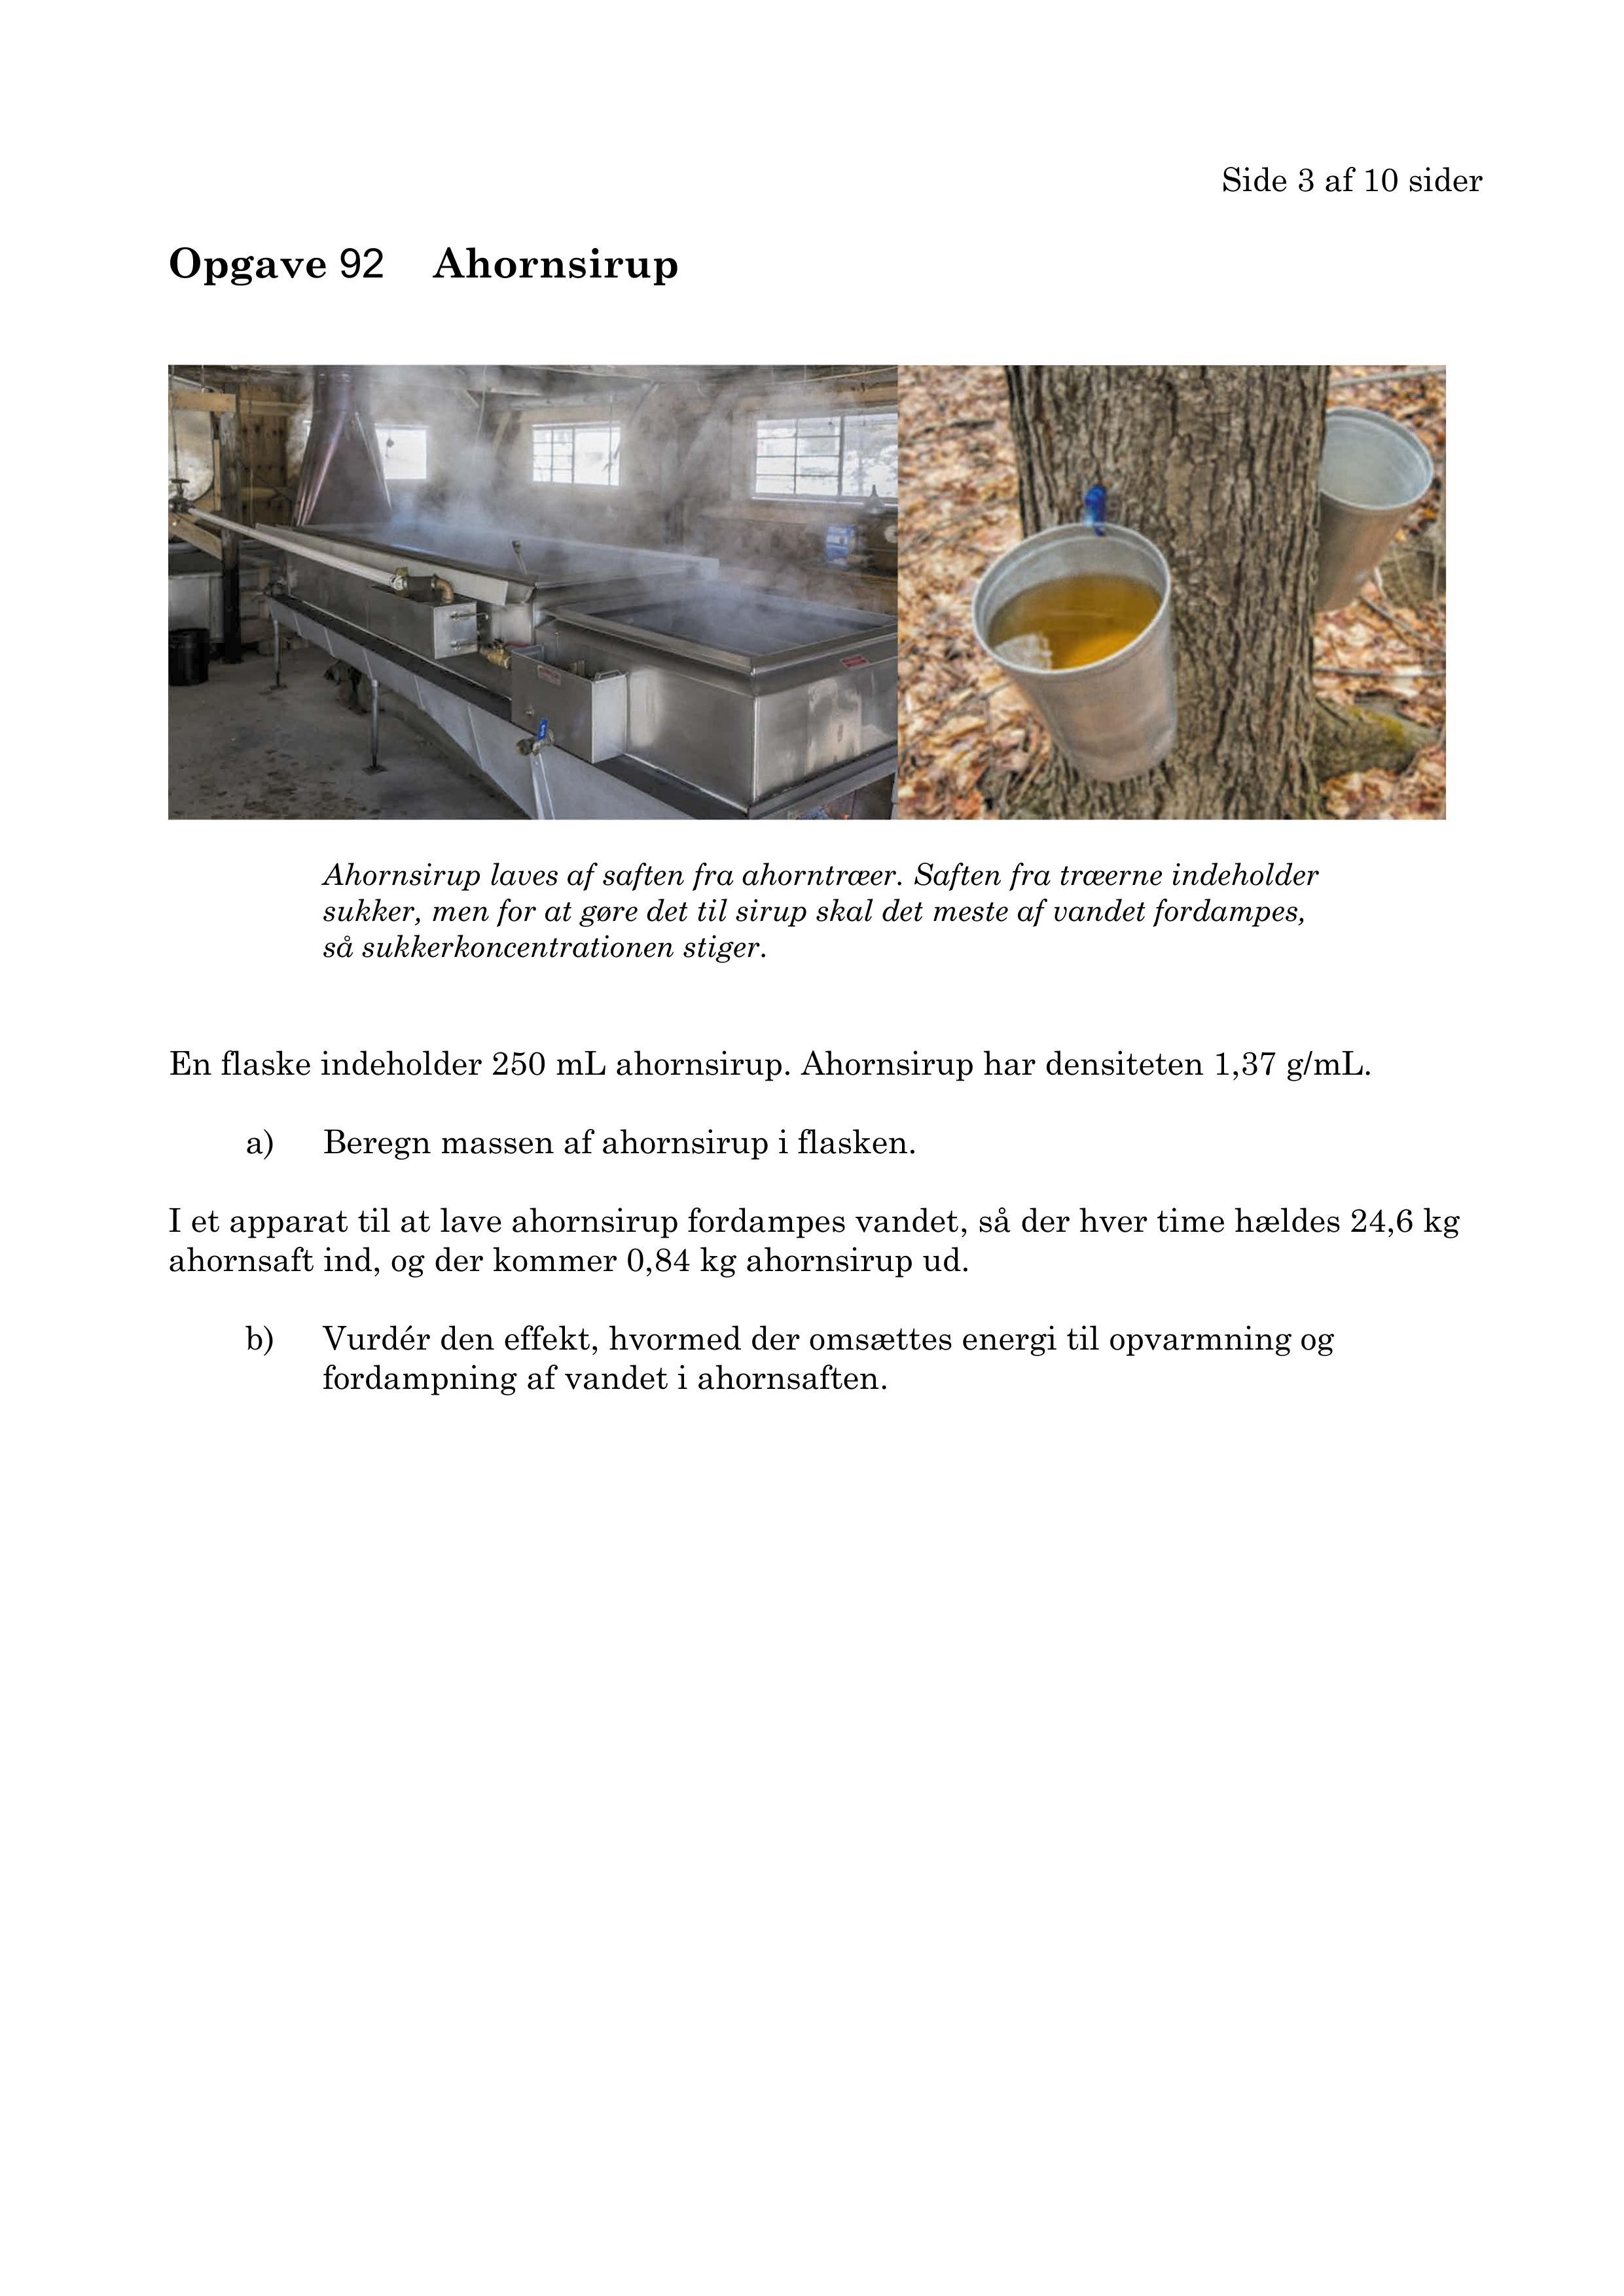 Side 3 af 10 sider
Opgave 92 Ahornsirup
Ahornsirup laves af saften fra ahorntræer. Saften fra træerne indeholder
sukker, men for at gøre det til sirup skal det meste af vandet fordampes,
så sukkerkoncentrationen stiger.
En flaske indeholder 250 mL ahornsirup. Ahornsirup har densiteten 1,37 g/mL.
a) Beregn massen af ahornsirup i flasken.
I et apparat til at lave ahornsirup fordampes vandet, så der hver time hældes 24,6 kg
ahornsaft ind, og der kommer 0,84 kg ahornsirup ud.
b) Vurdér den effekt, hvormed der omsættes energi til opvarmning og
fordampning af vandet i ahornsaften.